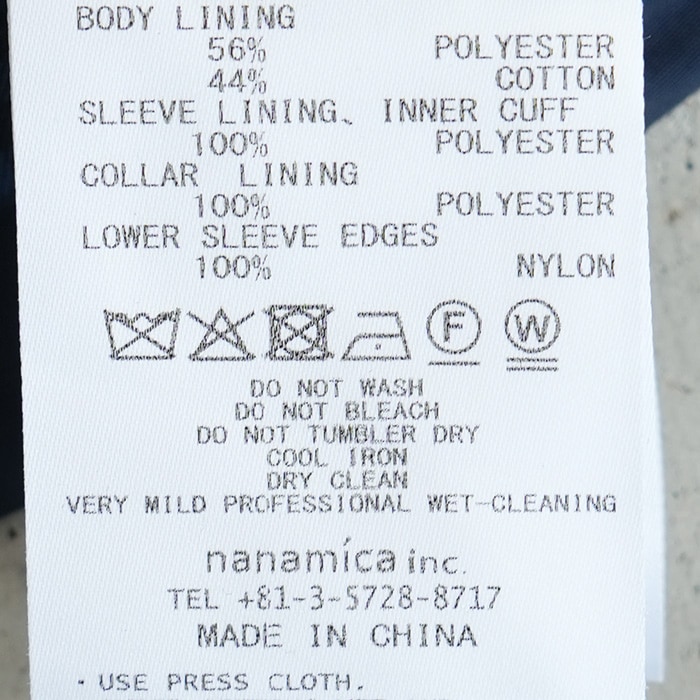 BODY LINING
56% POLYESTER
44% COTTON
SLEEVE LINING、 INNER CUFF
100% POLYESTER
COLLAR LINING
100% POLYESTER
LOWER SLEEVE EDGES
100% NYLON
F W
DO NOT WASH
DO NOT BLEACH
DO NOT TUMBLER DRY
COOL IRON
DRY CLEAN
VERY MILD PROFESSIONAL WET-CLEANING
nanamíca inc.
TEL +81-3-5728-8717
MADE IN CHINA
・USE PRESS CLOTH.